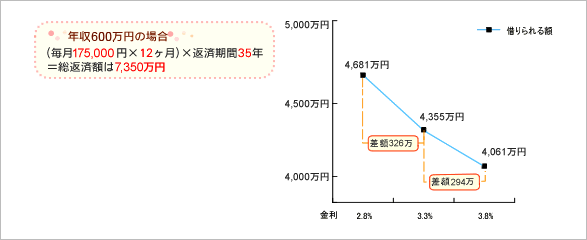 年収600万円の場合
(毎月175,000円×12ヶ月)×返済期間35年
＝総返済額は7,350万円
5,000万円
借りられる額
4,681万円
4,500万円
4,355万円
差額326万
4,061万円
差額294万
4,000万円
金利 2.8% 3.3% 3.8%